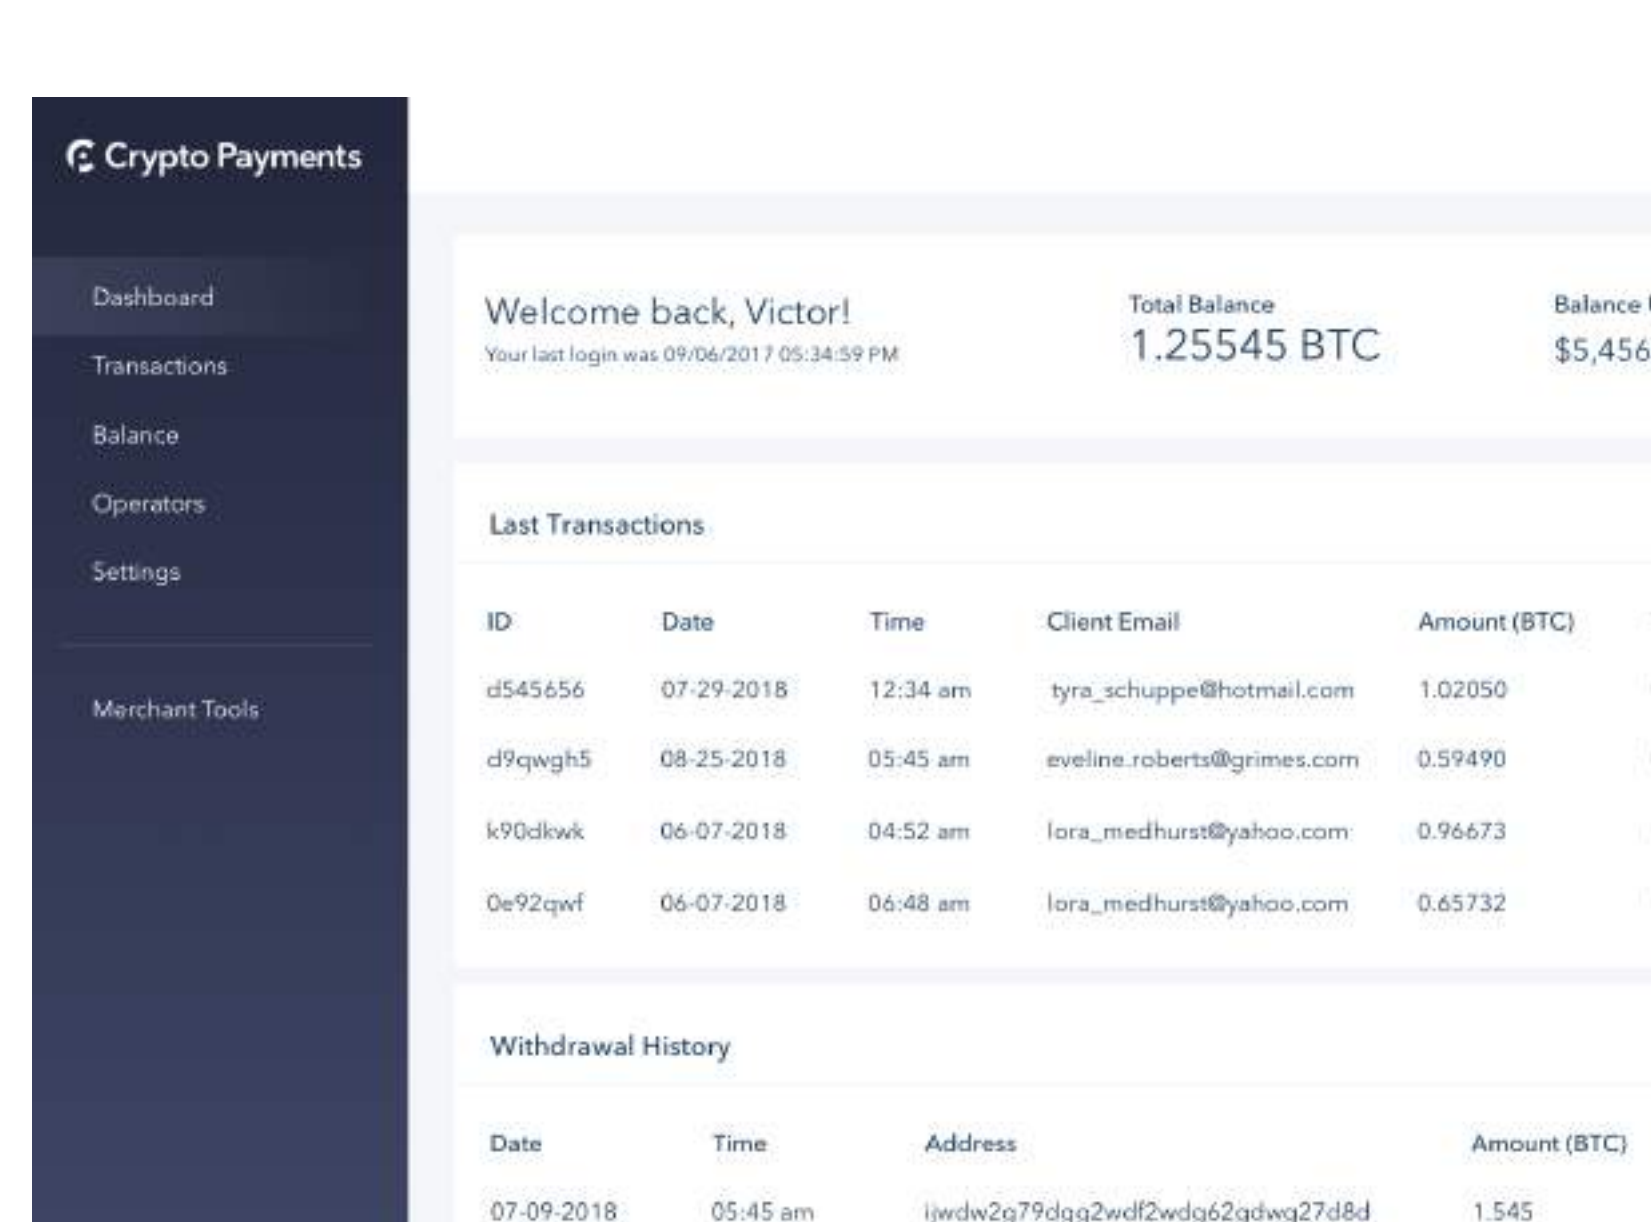 Crypto Payments
Dashboard
Transactions
Balance
Operators
Settings
Merchant Tools
Welcome back, Victor!
Your last login was 09/06/2017 05:34:59 PM
Total Balance
1.25545 BTC
Balance
$5,456
Last Transactions
ID Date Time Client Email Amount (BTC)
d545656 07-29-2018 12:34 am tyra_schuppe@hotmail.com 1.02050
d9qwgh5 08-25-2018 05:45 am eveline.roberts@grimes.com 0.59490
k90dkwk 06-07-2018 04:52 am lora_medhurst@yahoo.com 0.96673
0e92qwf 06-07-2018 06:48 am lora_medhurst@yahoo.com 0.65732
Withdrawal History
Date Time Address Amount (BTC)
07-09-2018 05:45 am 1.545